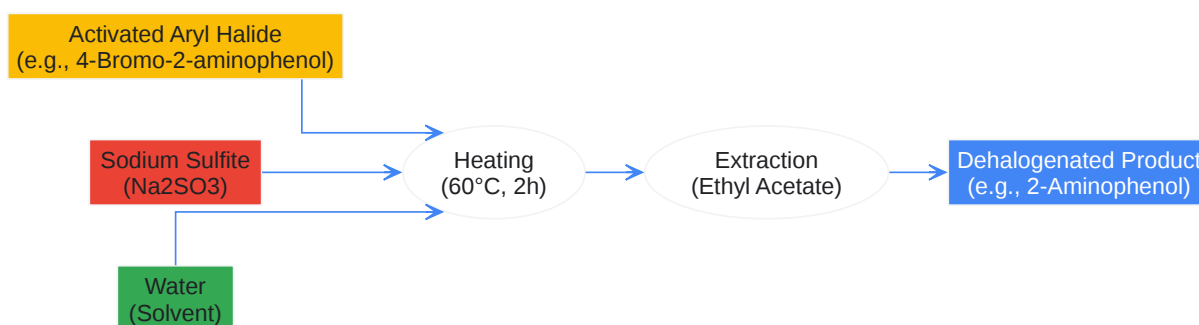 Activated Aryl Halide
(e.g., 4-Bromo-2-aminophenol)
Sodium Sulfite
(Na2SO3)
Water
(Solvent)
Heating
(60°C, 2h)
Extraction
(Ethyl Acetate)
Dehalogenated Product
(e.g., 2-Aminophenol)